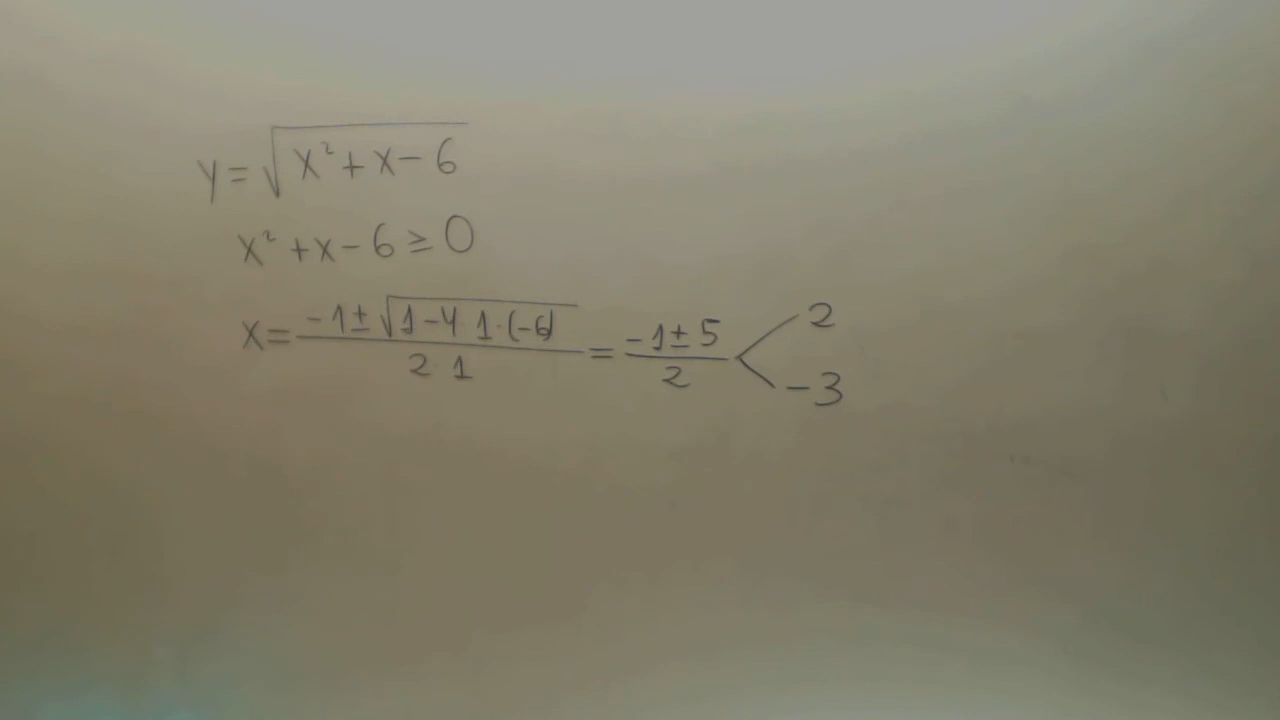 y = √(x² + x − 6)
x² + x − 6 ≥ 0
x = (−1 ± √(1 − 4 1 · (−6))) / (2 · 1) = (−1 ± 5) / 2 < 2, −3